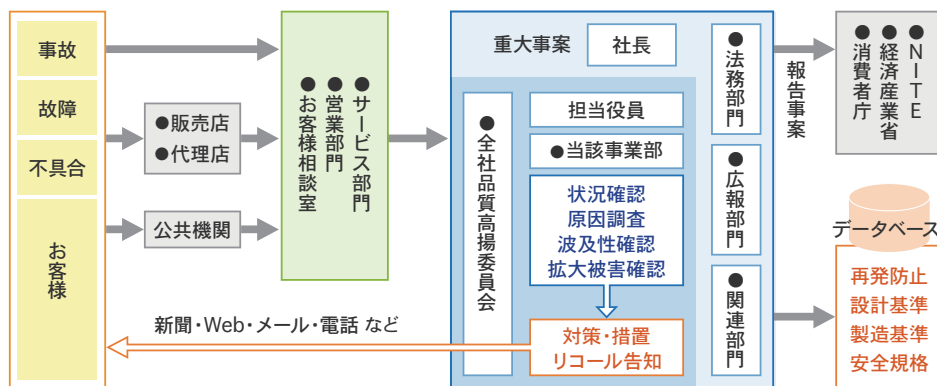 事故
故障
不具合
お客様
●販売店
●代理店
公共機関
●サービス部門
●営業部門
●お客様相談室
重大事案
社長
●全社品質高揚委員会
担当役員
●当該事業部
状況確認
原因調査
波及性確認
拡大被害確認
対策・措置
リコール告知
●法務部門
●広報部門
●関連部門
報告事案
●NITE
●経済産業省
●消費者庁
データベース
再発防止
設計基準
製造基準
安全規格
新聞・Web・メール・電話 など